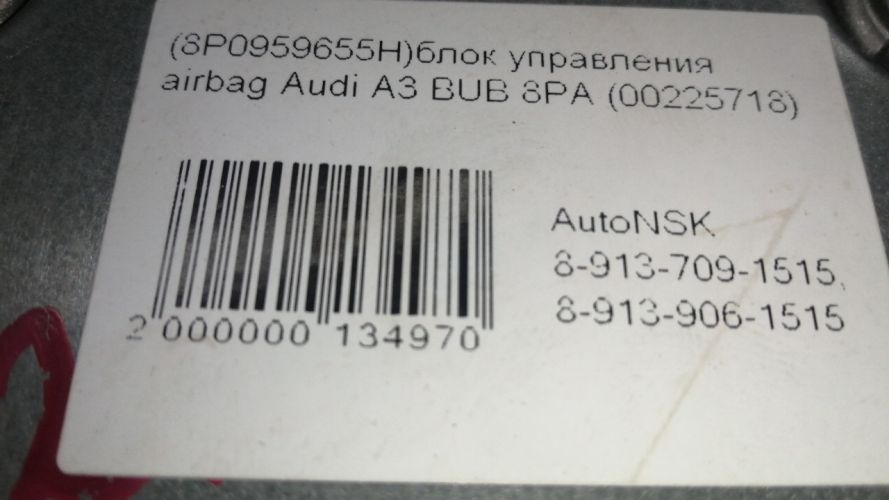 (8P0959655H)блок управления
airbag Audi A3 BUB 8PA (00225718)
AutoNSK
8-913-709-1515,
8-913-906-1515
2 000000 134970